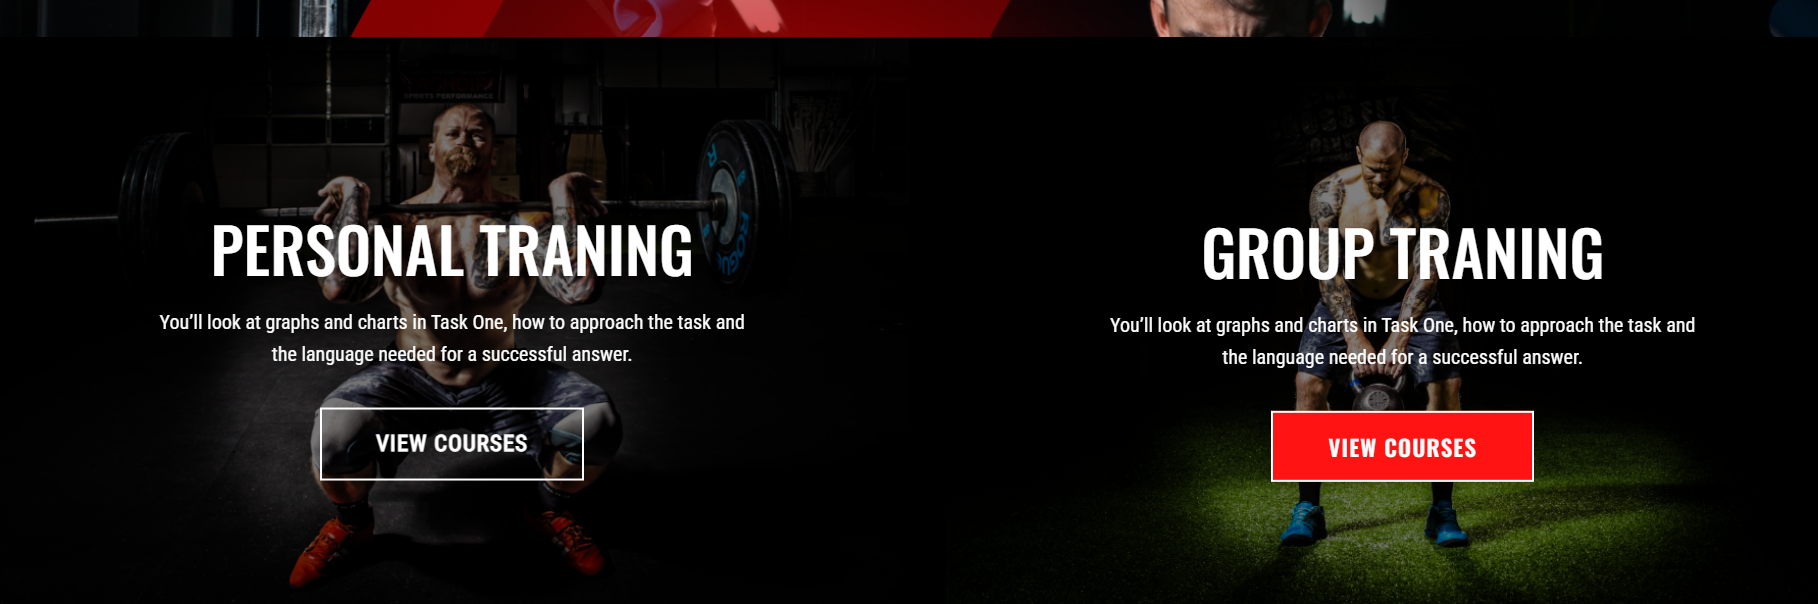 PERSONAL TRANING
You'll look at graphs and charts in Task One, how to approach the task and
the language needed for a successful answer.
VIEW COURSES
GROUP TRANING
You'll look at graphs and charts in Task One, how to approach the task and
the language needed for a successful answer.
VIEW COURSES